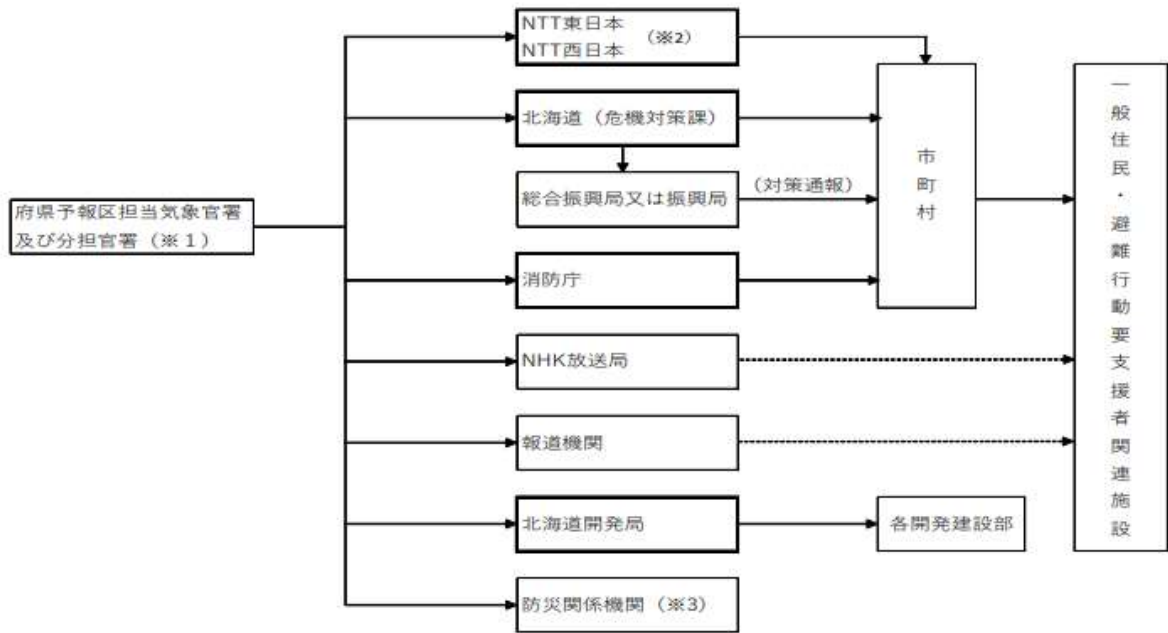 NTT東日本
NTT西日本 （※2）
北海道（危機対策課）
総合振興局又は振興局
（対策通報）
市町村
府県予報区担当気象官署
及び分担官署（※１）
消防庁
NHK放送局
報道機関
北海道開発局
各開発建設部
防災関係機関（※3）
一般住民・避難行動要支援者関連施設